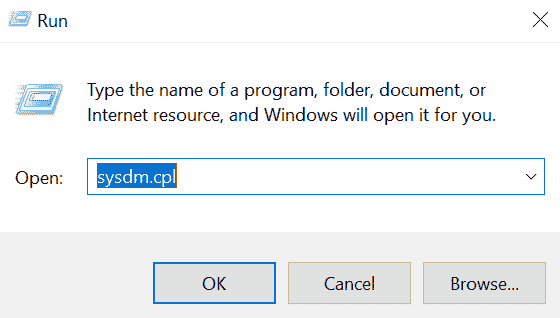 Run
Type the name of a program, folder, document, or
Internet resource, and Windows will open it for you.
Open: sysdm.cpl
OK Cancel Browse...